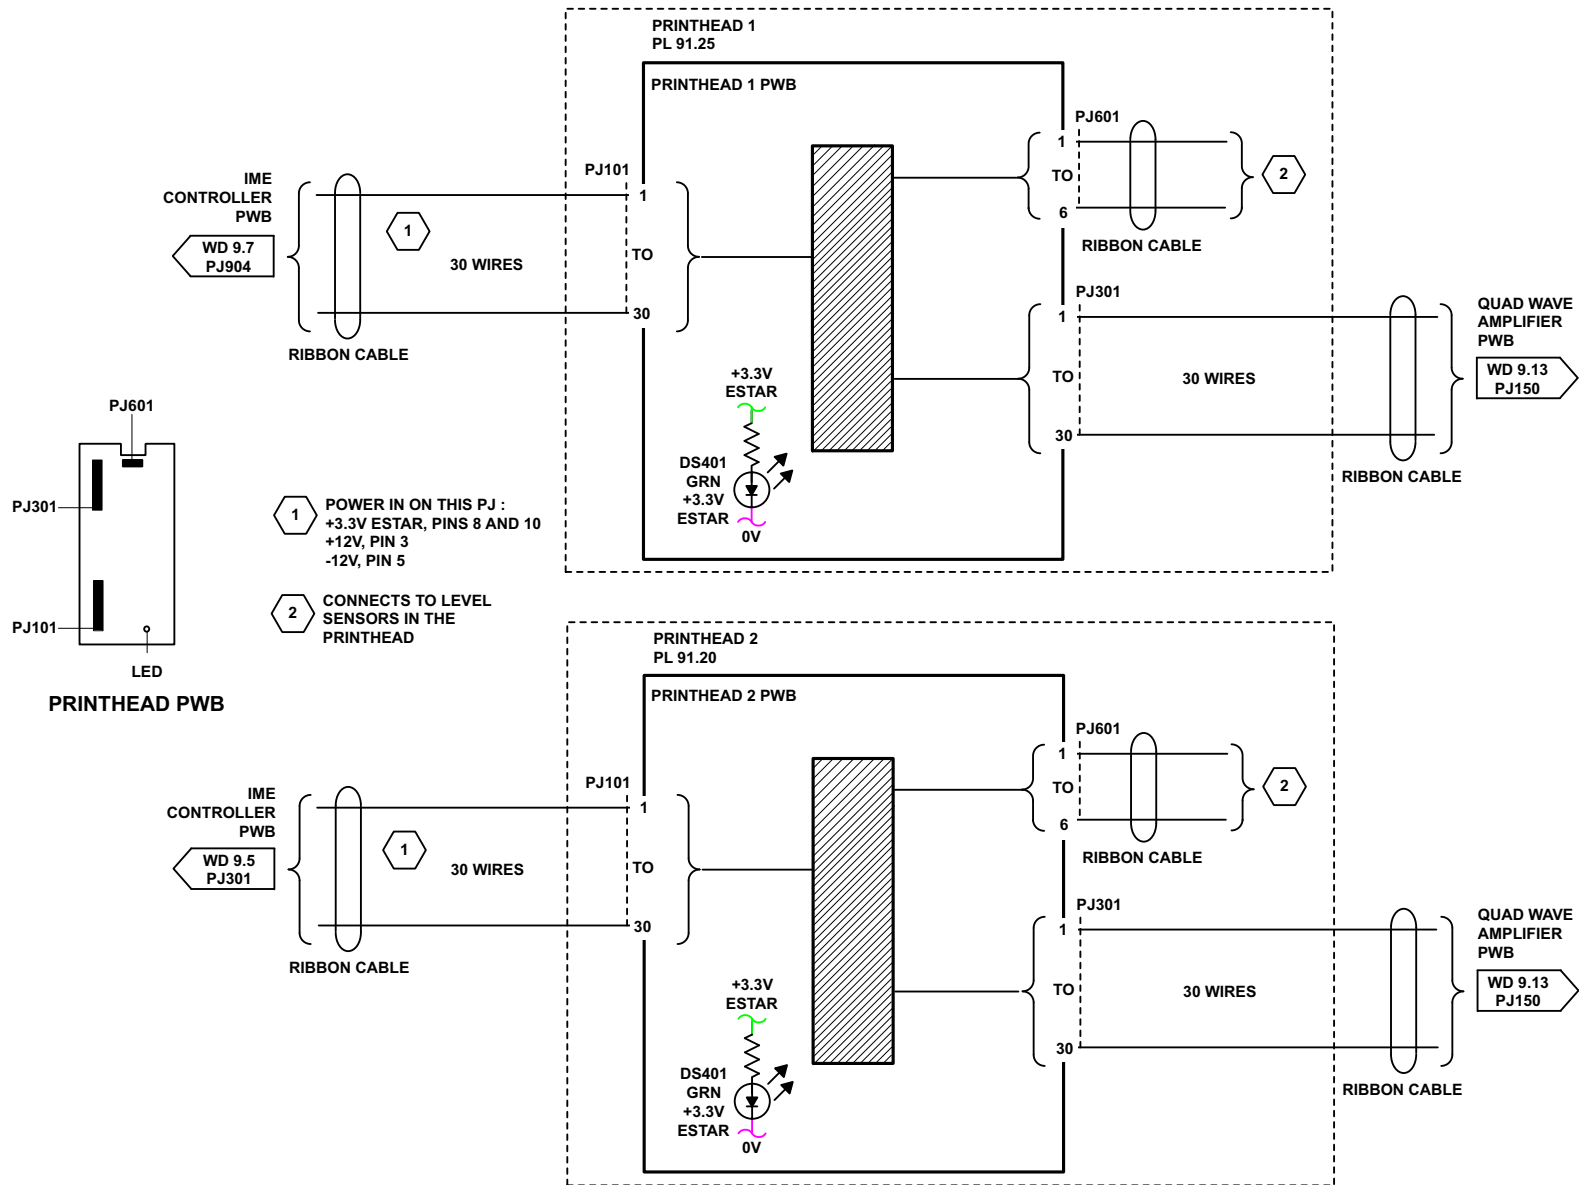 PRINTHEAD 1
PL 91.25
PRINTHEAD 1 PWB
PJ601
1
TO
6
RIBBON CABLE
2
PJ101
1
TO
30
IME
CONTROLLER
PWB
WD 9.7
PJ904
1
30 WIRES
RIBBON CABLE
PJ301
1
TO
30
30 WIRES
RIBBON CABLE
QUAD WAVE
AMPLIFIER
PWB
WD 9.13
PJ150
+3.3V
ESTAR
DS401
GRN
+3.3V
ESTAR
0V
PJ601
PJ301
PJ101
LED
PRINTHEAD PWB
1
POWER IN ON THIS PJ :
+3.3V ESTAR, PINS 8 AND 10
+12V, PIN 3
-12V, PIN 5
2
CONNECTS TO LEVEL
SENSORS IN THE
PRINTHEAD
PRINTHEAD 2
PL 91.20
PRINTHEAD 2 PWB
PJ601
1
TO
6
RIBBON CABLE
2
PJ101
1
TO
30
IME
CONTROLLER
PWB
WD 9.5
PJ301
1
30 WIRES
RIBBON CABLE
PJ301
1
TO
30
30 WIRES
RIBBON CABLE
QUAD WAVE
AMPLIFIER
PWB
WD 9.13
PJ150
+3.3V
ESTAR
DS401
GRN
+3.3V
ESTAR
0V